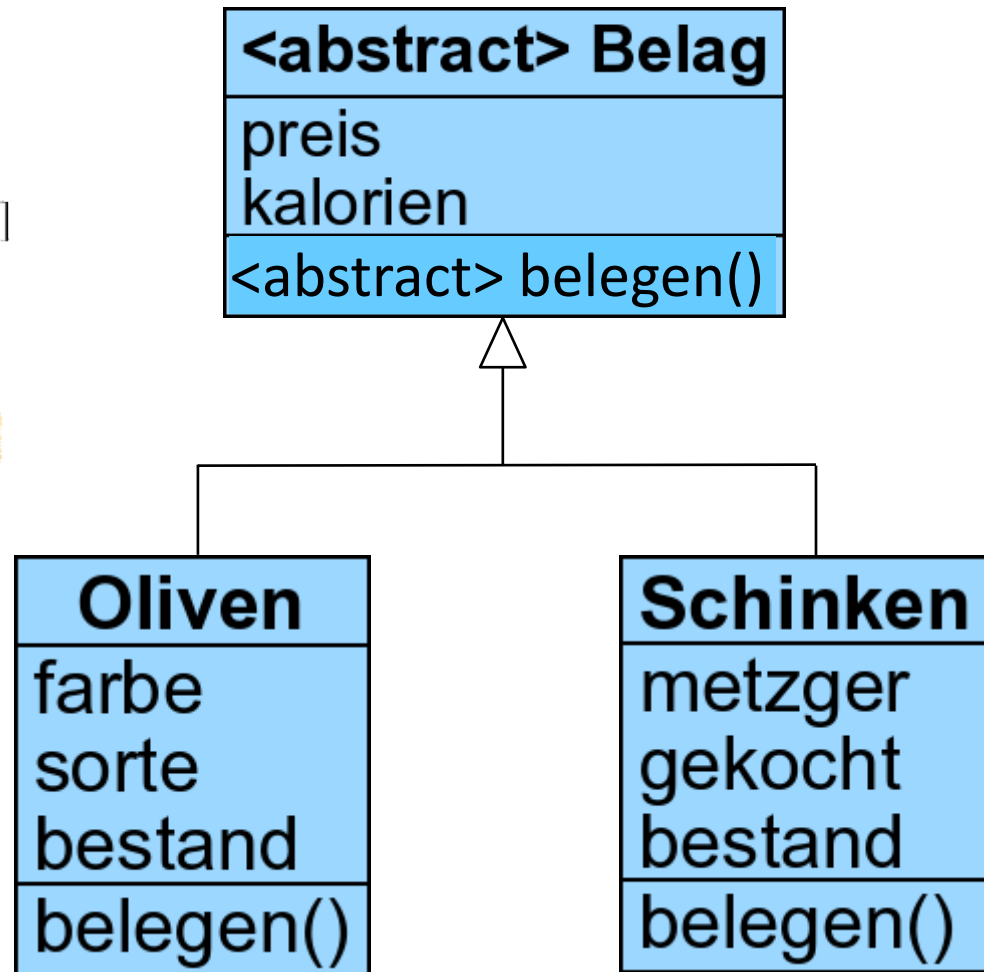 <abstract> Belag
preis
kalorien
]
<abstract> belegen()
Oliven
farbe
sorte
bestand
belegen()
Schinken
metzger
gekocht
bestand
belegen()